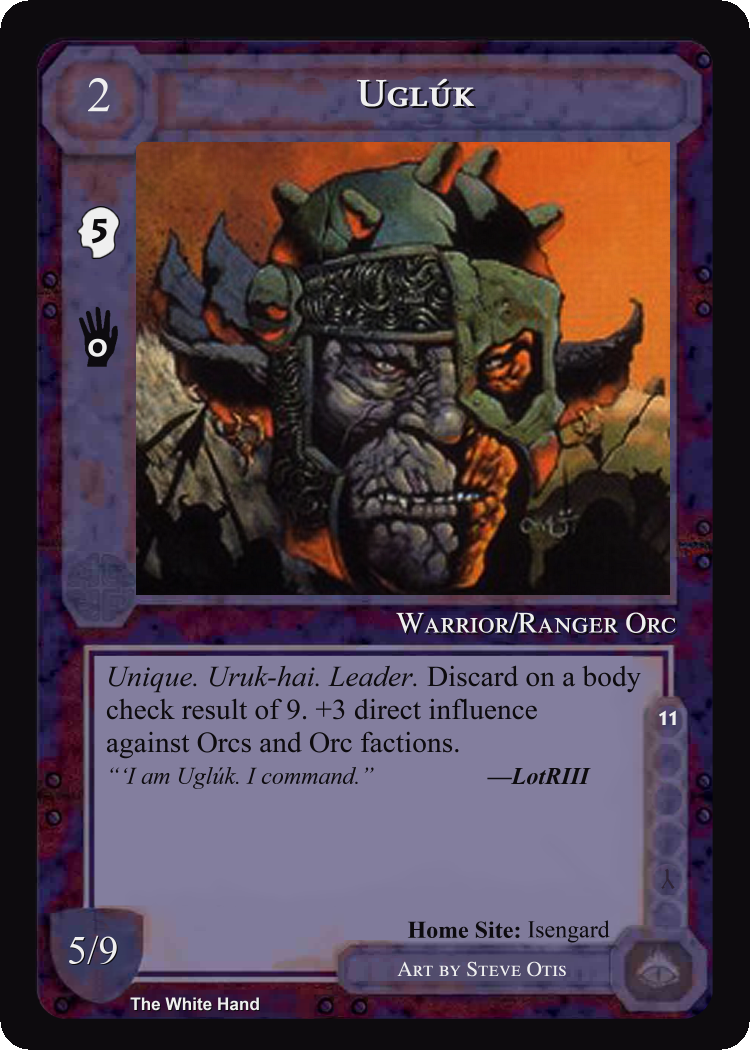 2
Uglúk
5
0
Warrior/Ranger Orc
Unique. Uruk-hai. Leader. Discard on a body
check result of 9. +3 direct influence
against Orcs and Orc factions.
“‘I am Uglúk. I command.” —LotRIII
11
Home Site: Isengard
5/9
Art by Steve Otis
The White Hand